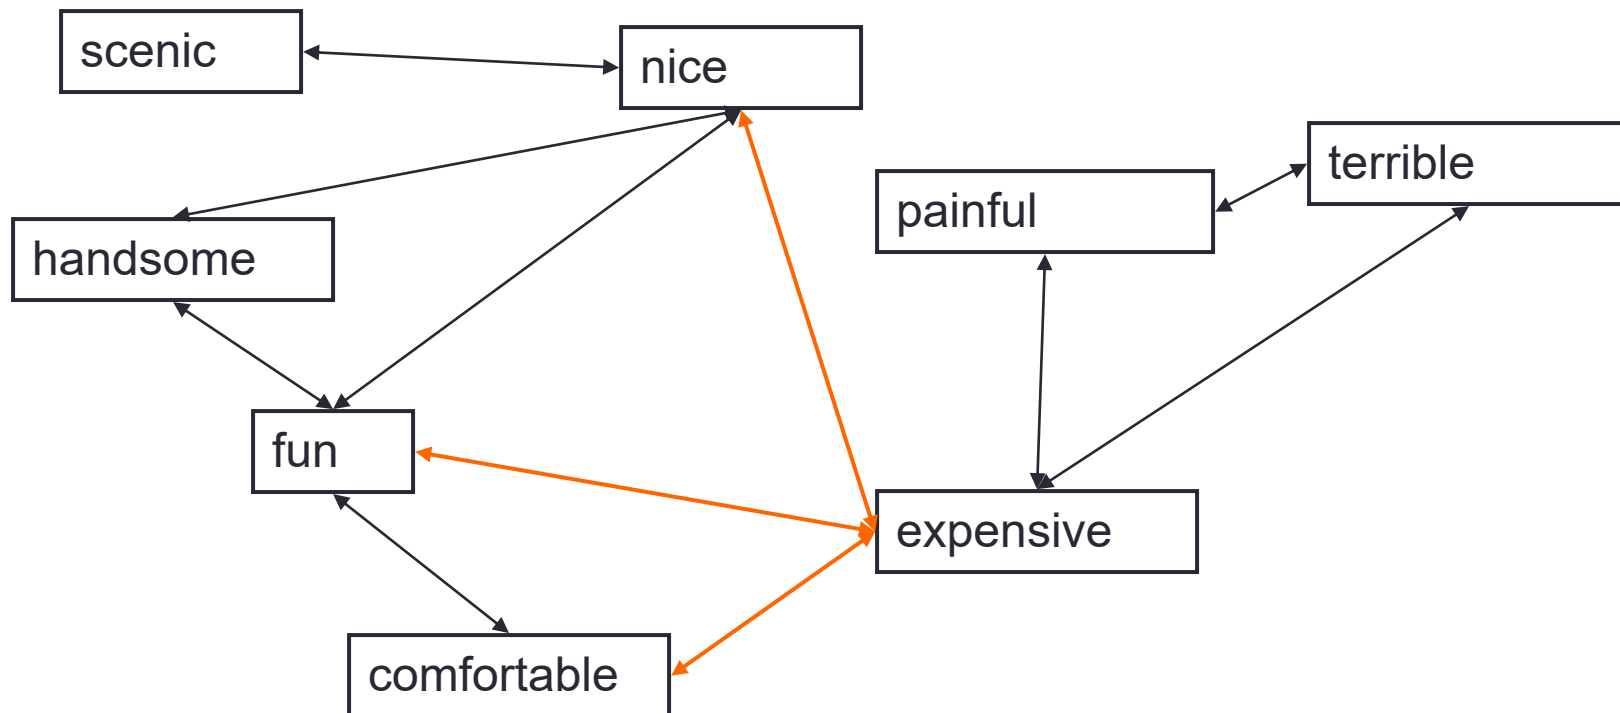 scenic
nice
terrible
painful
handsome
fun
expensive
comfortable